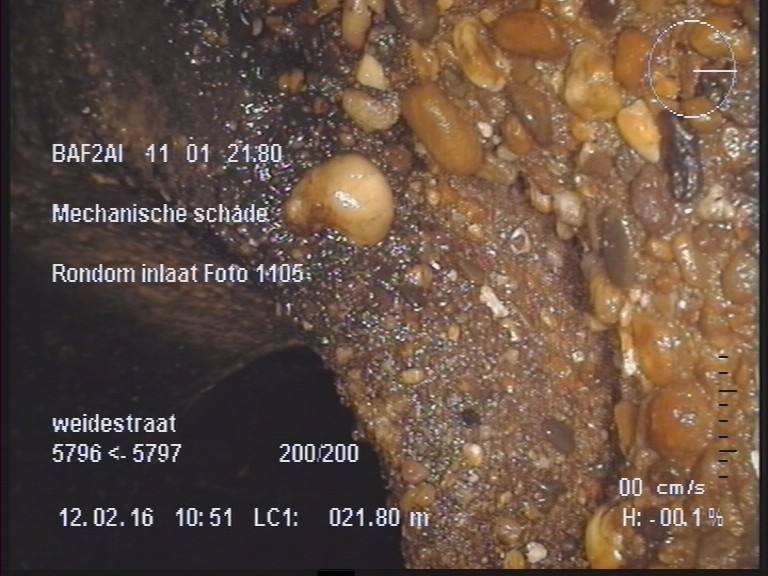 BAF2AI 11 01 21.80
Mechanische schade
Rondom inlaat Foto 1105
11
weidestraat
5796 <- 5797 200/200
00 cm/s
12.02.16 10:51 LC1: 021.80 m H: -00.1 %